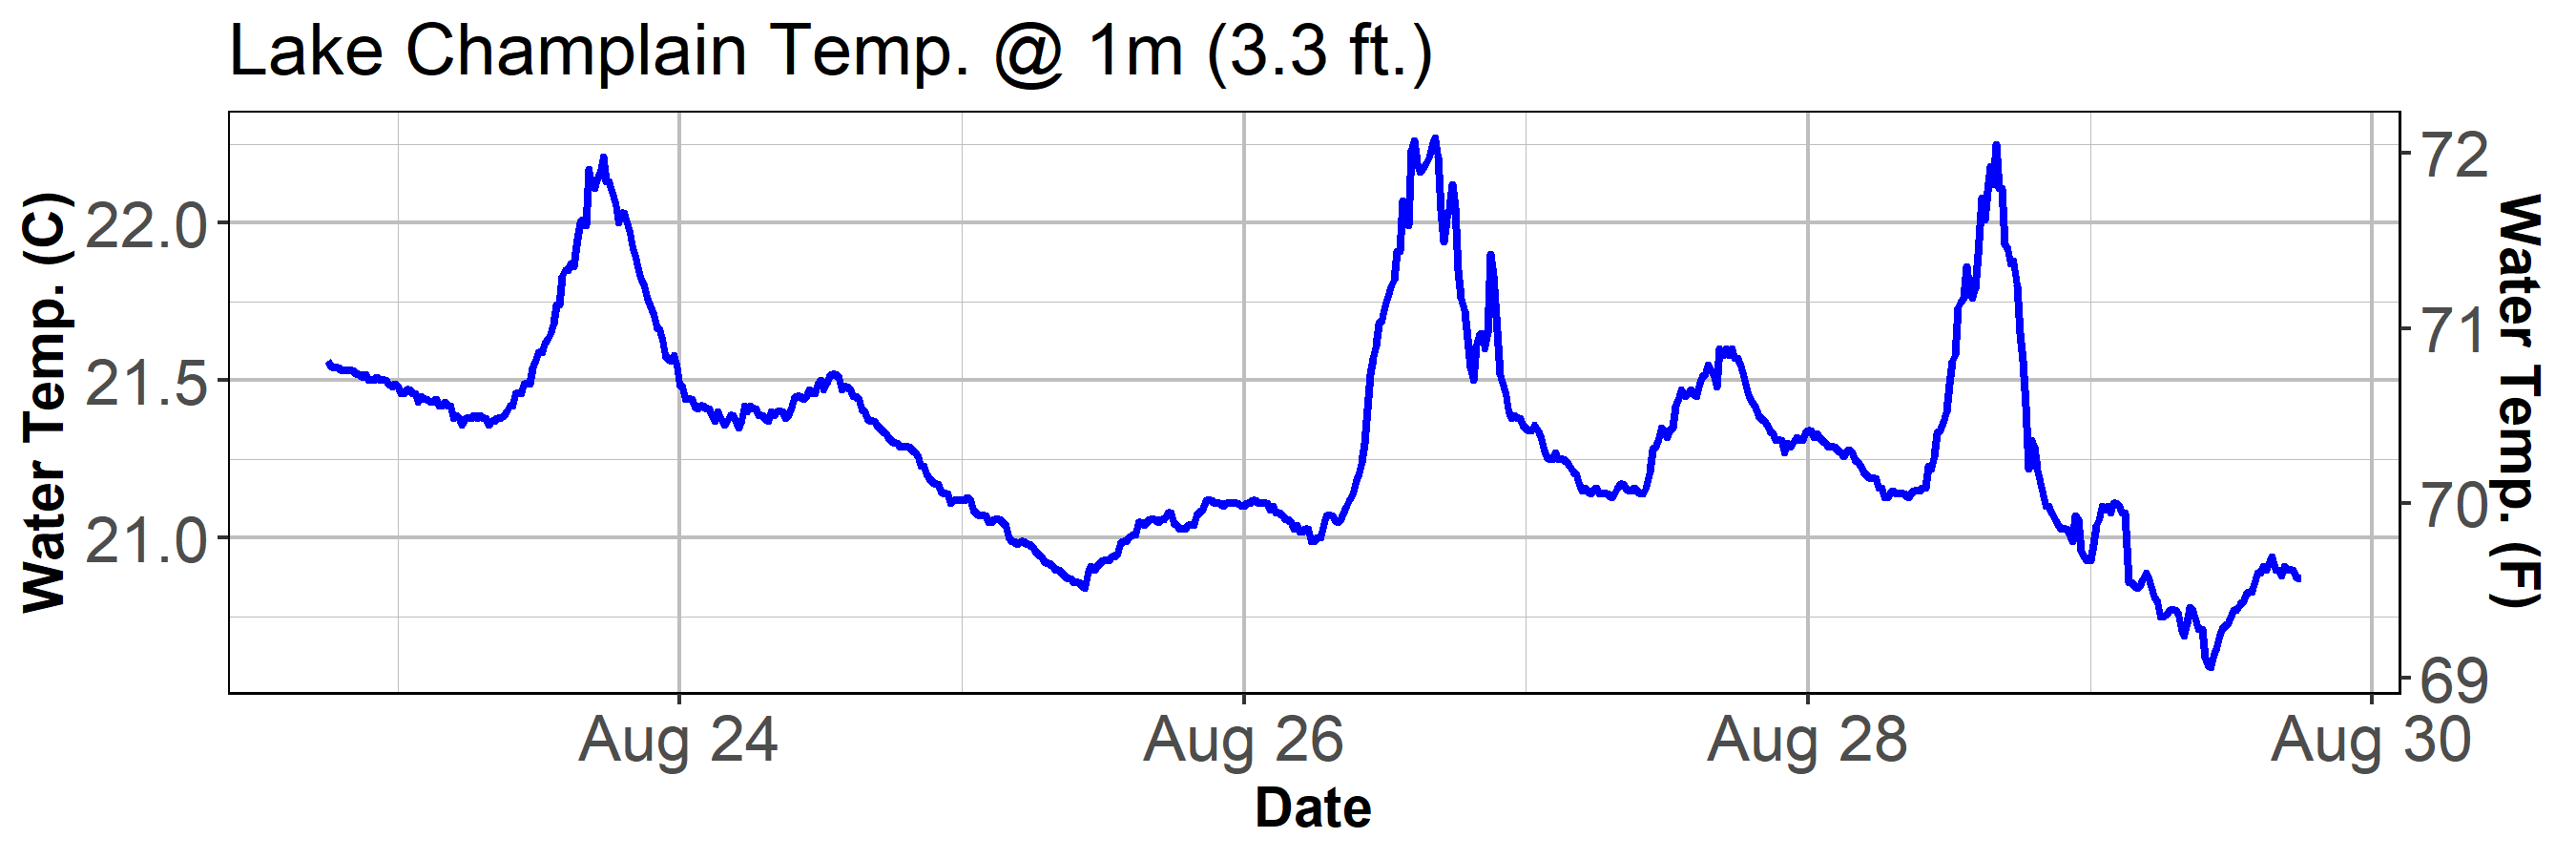 Lake Champlain Temp. @ 1m (3.3 ft.)
Water Temp. (C)
22.0
21.5
21.0
72
71
70
69
Water Temp. (F)
Aug 24
Aug 26
Aug 28
Aug 30
Date